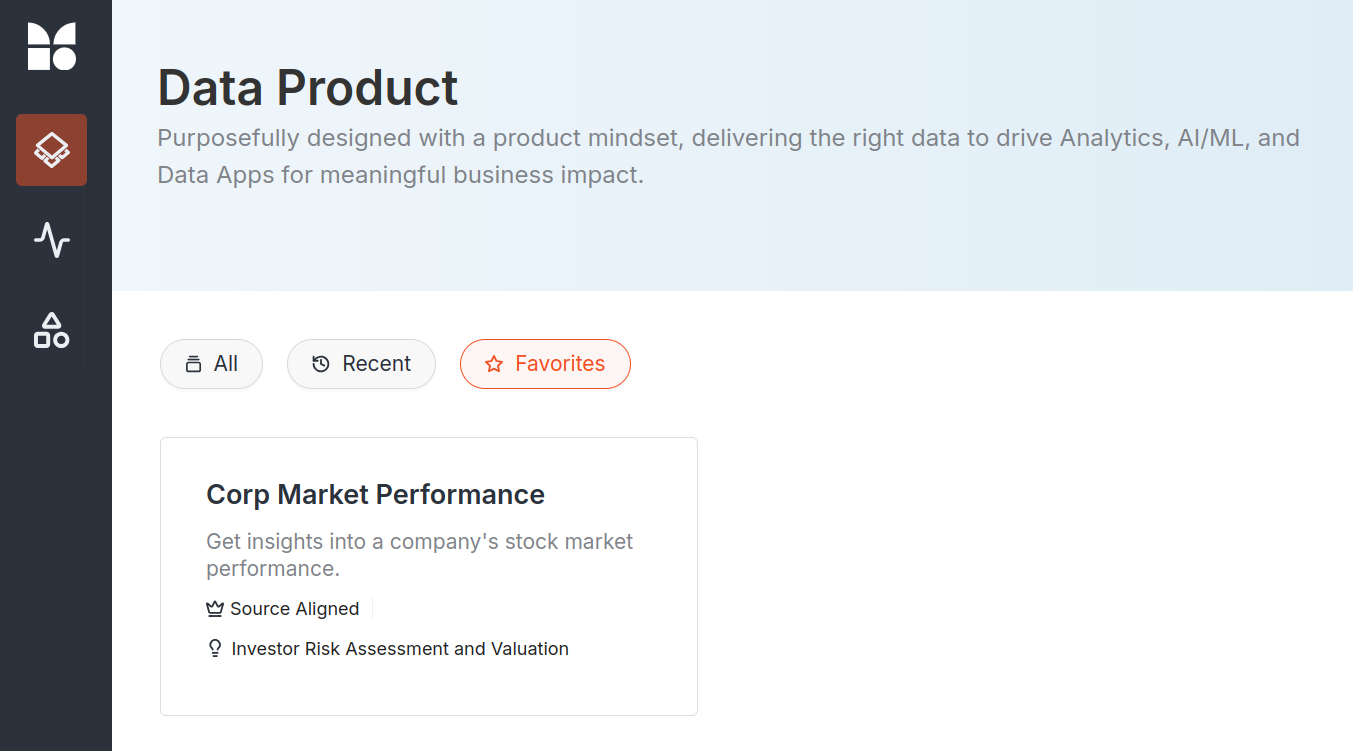 Data Product
Purposefully designed with a product mindset, delivering the right data to drive Analytics, AI/ML, and
Data Apps for meaningful business impact.
All
Recent
Favorites
Corp Market Performance
Get insights into a company's stock market
performance.
Source Aligned
Investor Risk Assessment and Valuation